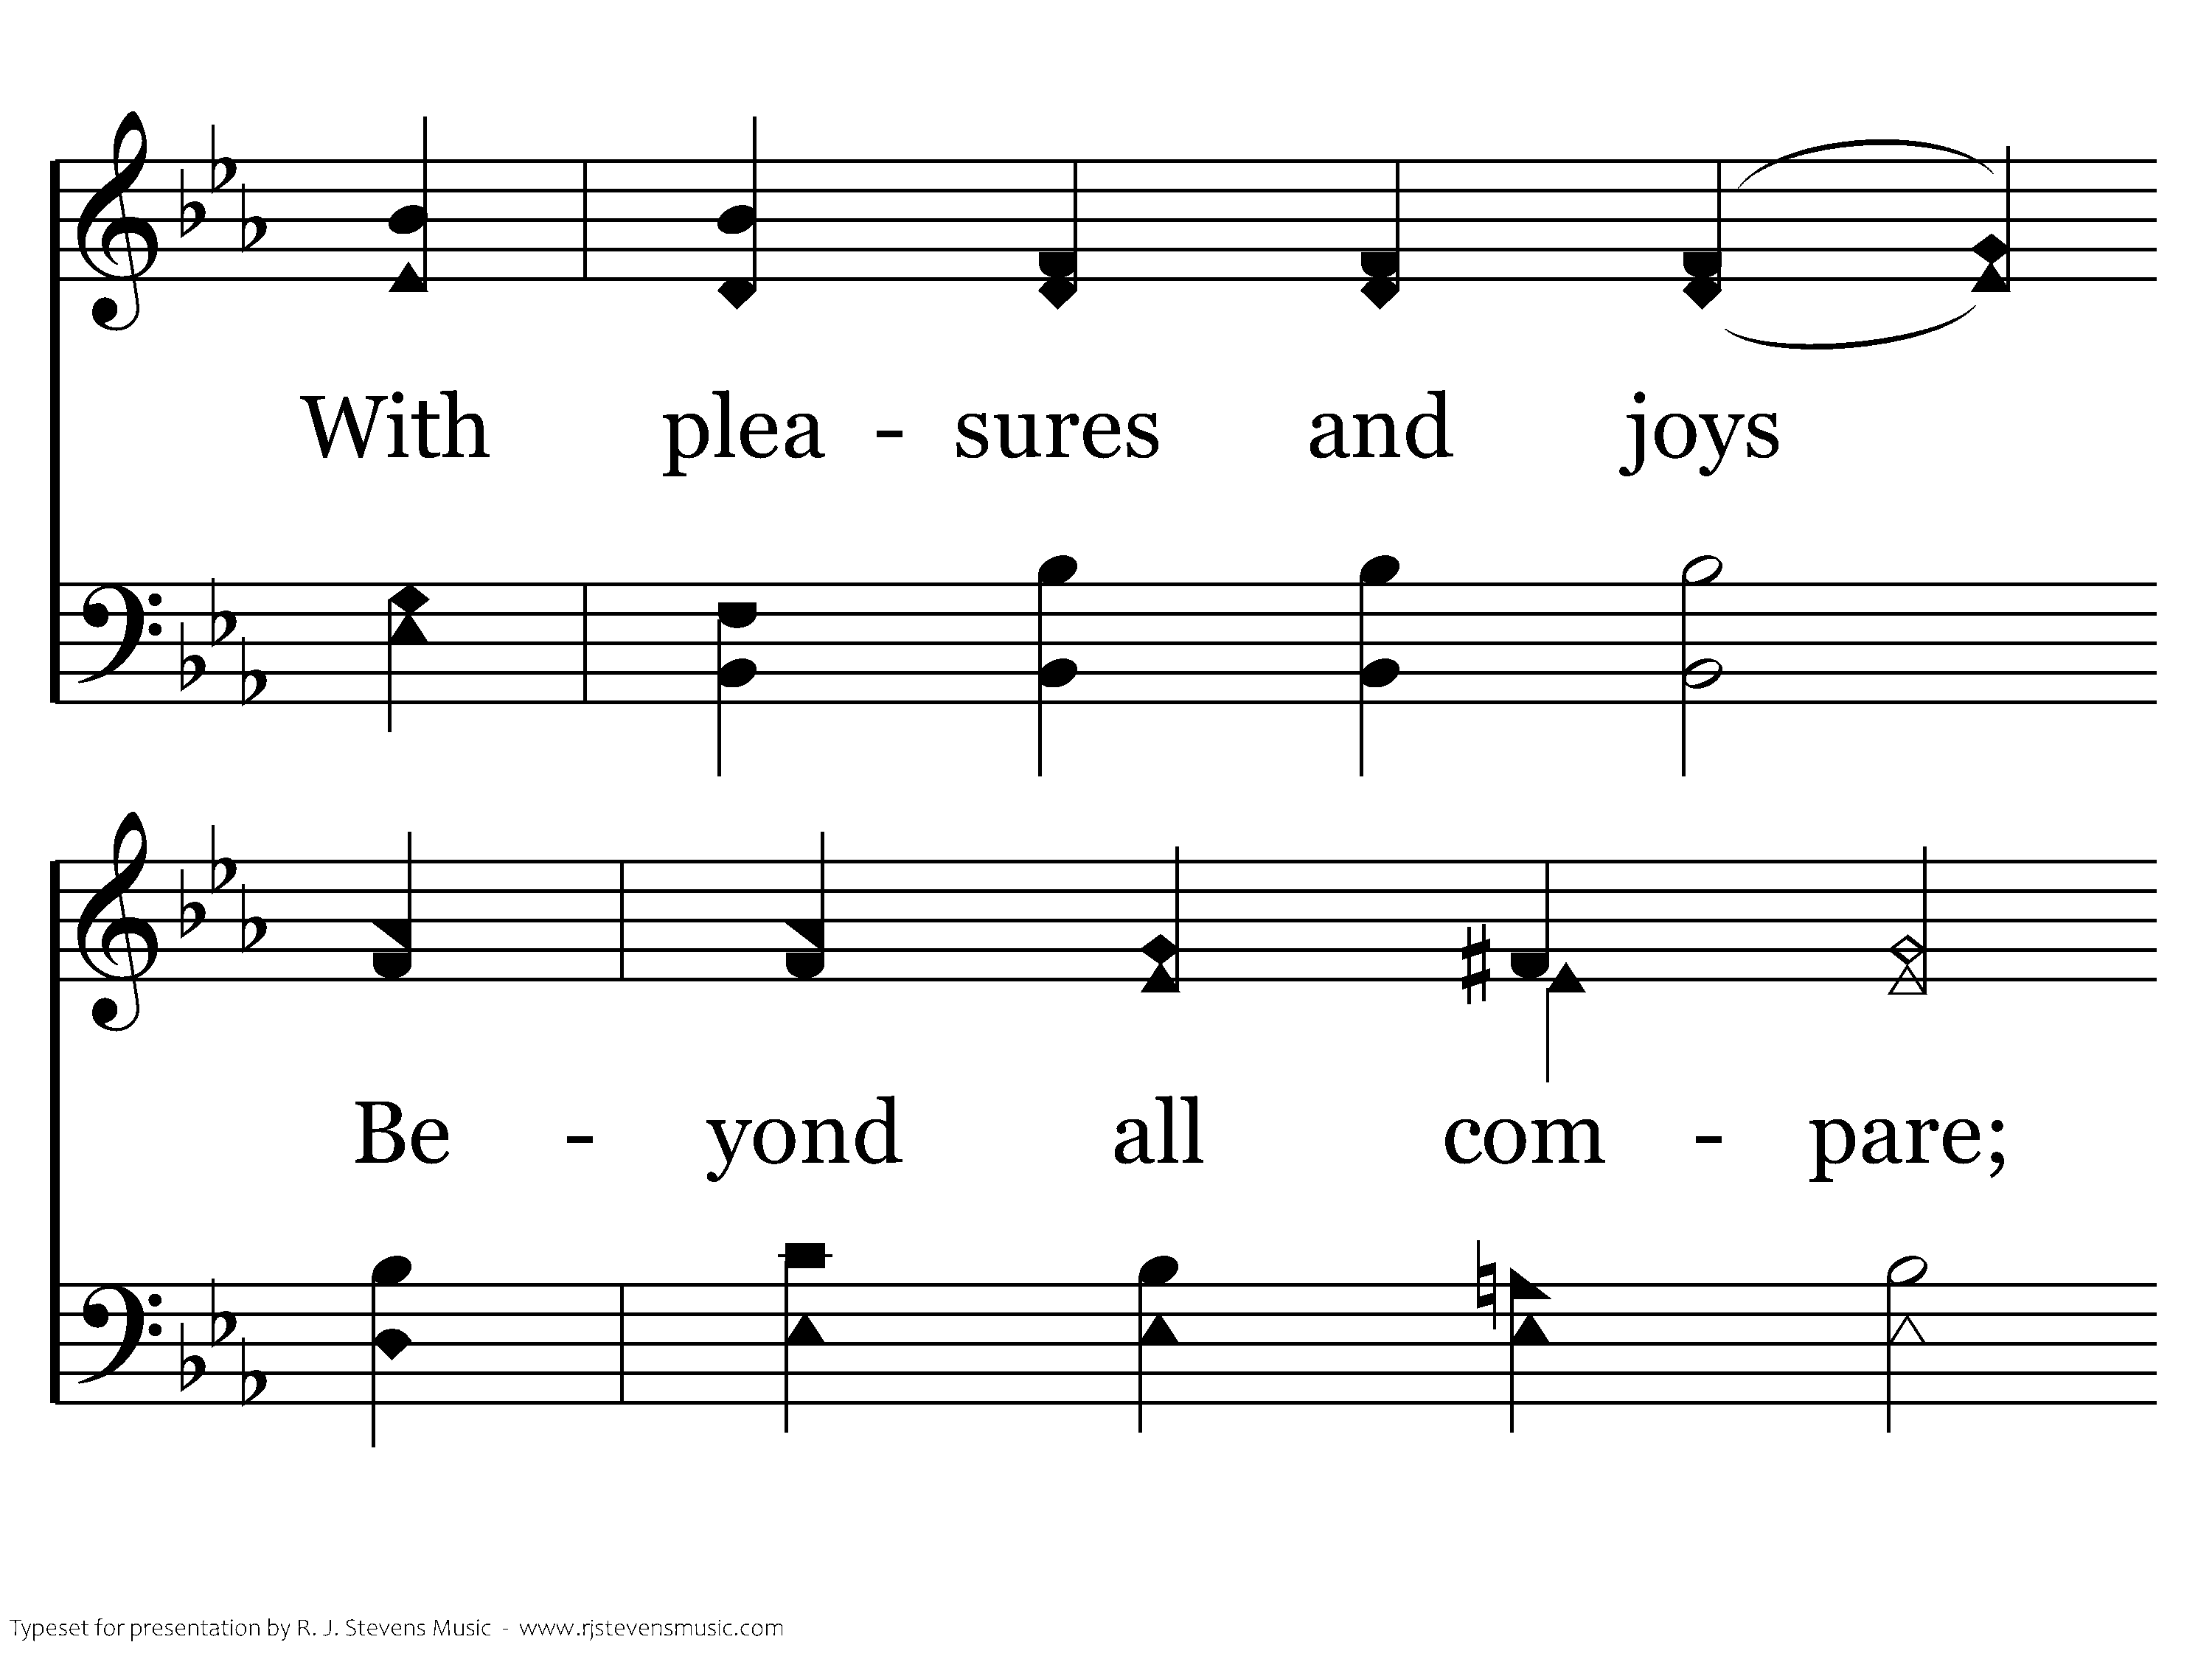 With plea - sures and joys
Be - yond all com - pare;
Typeset for presentation by R. J. Stevens Music - www.rjstevensmusic.com